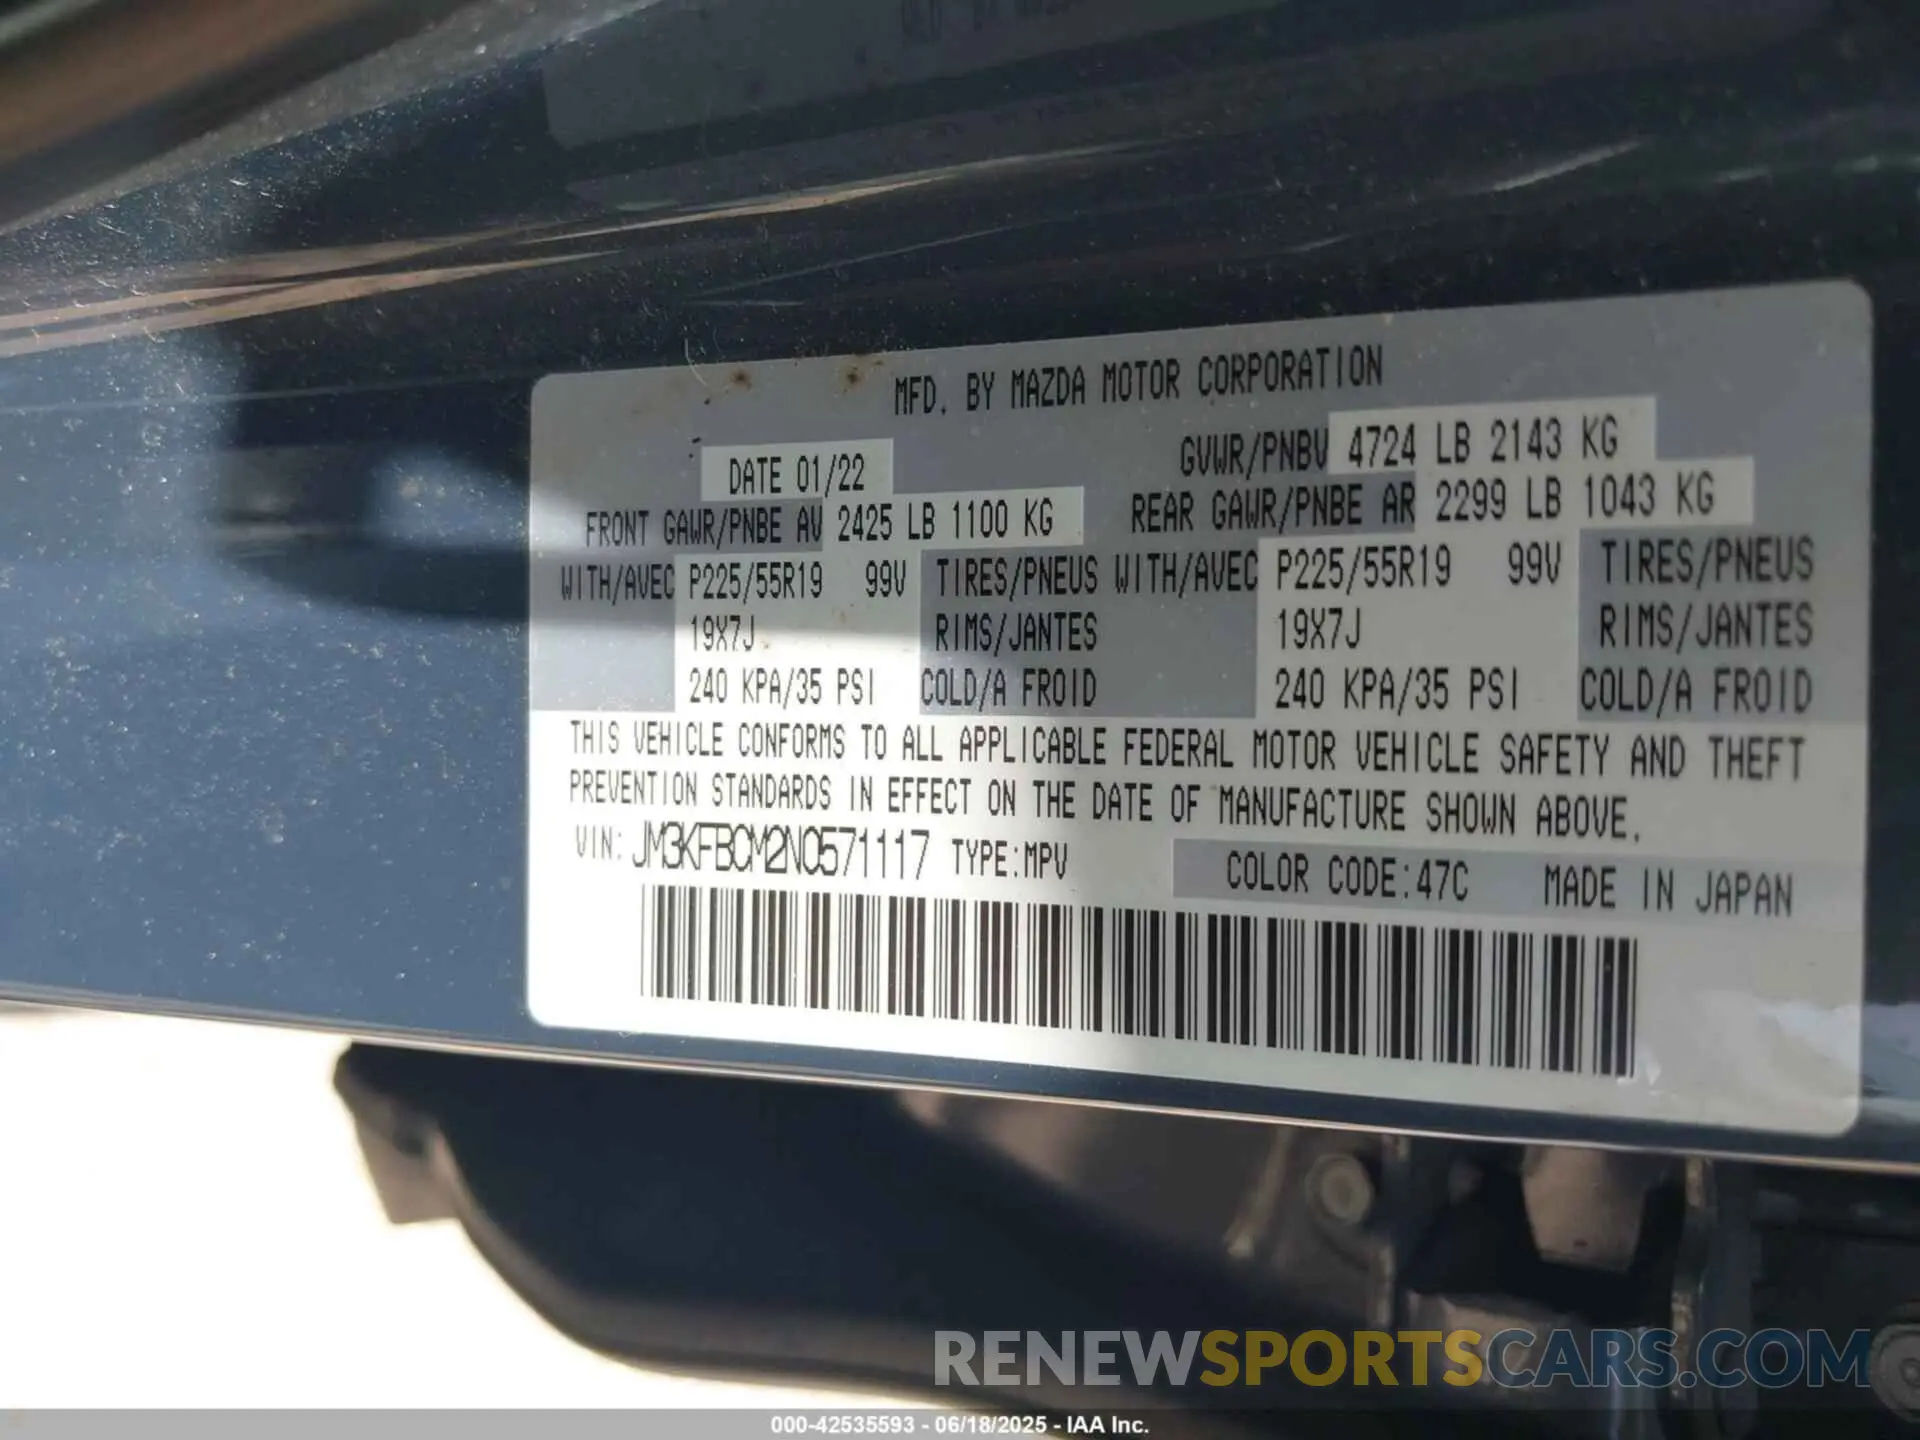 MFD. BY MAZDA MOTOR CORPORATION
DATE 01/22 GVWR/PNBV 4724 LB 2143 KG
FRONT GAWR/PNBE AV 2425 LB 1100 KG REAR GAWR/PNBE AR 2299 LB 1043 KG
WITH/AVEC P225/55R19 99V TIRES/PNEUS WITH/AVEC P225/55R19 99V TIRES/PNEUS
19X7J RIMS/JANTES 19X7J RIMS/JANTES
240 KPA/35 PSI COLD/A FROID 240 KPA/35 PSI COLD/A FROID
THIS VEHICLE CONFORMS TO ALL APPLICABLE FEDERAL MOTOR VEHICLE SAFETY AND THEFT
PREVENTION STANDARDS IN EFFECT ON THE DATE OF MANUFACTURE SHOWN ABOVE.
VIN: JM3KFBCM2N0571117 TYPE:MPV COLOR CODE:47C MADE IN JAPAN
RENEWSPORTSCARS.COM
000-42535593 - 06/18/2025 - IAA Inc.